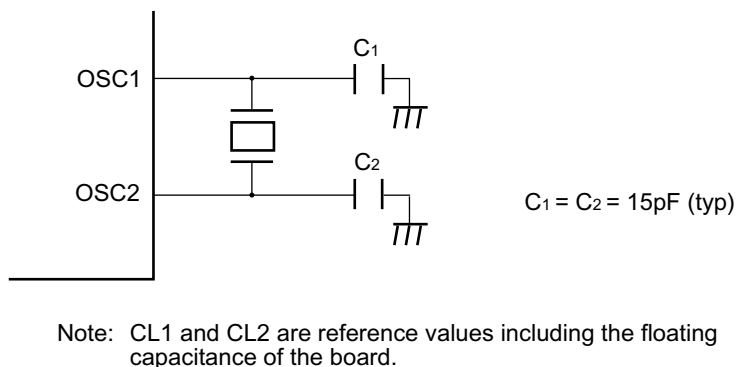 C1
OSC1
C2
OSC2
C1 = C2 = 15pF (typ)
Note: CL1 and CL2 are reference values including the floating
capacitance of the board.